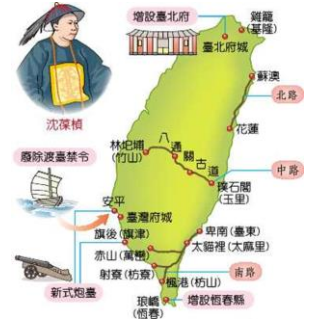 沈葆楨
增設臺北府
雞籠
(基隆)
臺北府城
蘇澳
北路
花蓮
林圯埔
(竹山)
八通關古道
中路
璞石閣
(玉里)
廢除渡臺禁令
安平
臺灣府城
旗後(旗津)
卑南(臺東)
太貓裡(太麻里)
赤山(萬巒)
新式炮臺
射寮(枋寮)
南路
楓港(枋山)
琅嶠
(恆春)
增設恆春縣